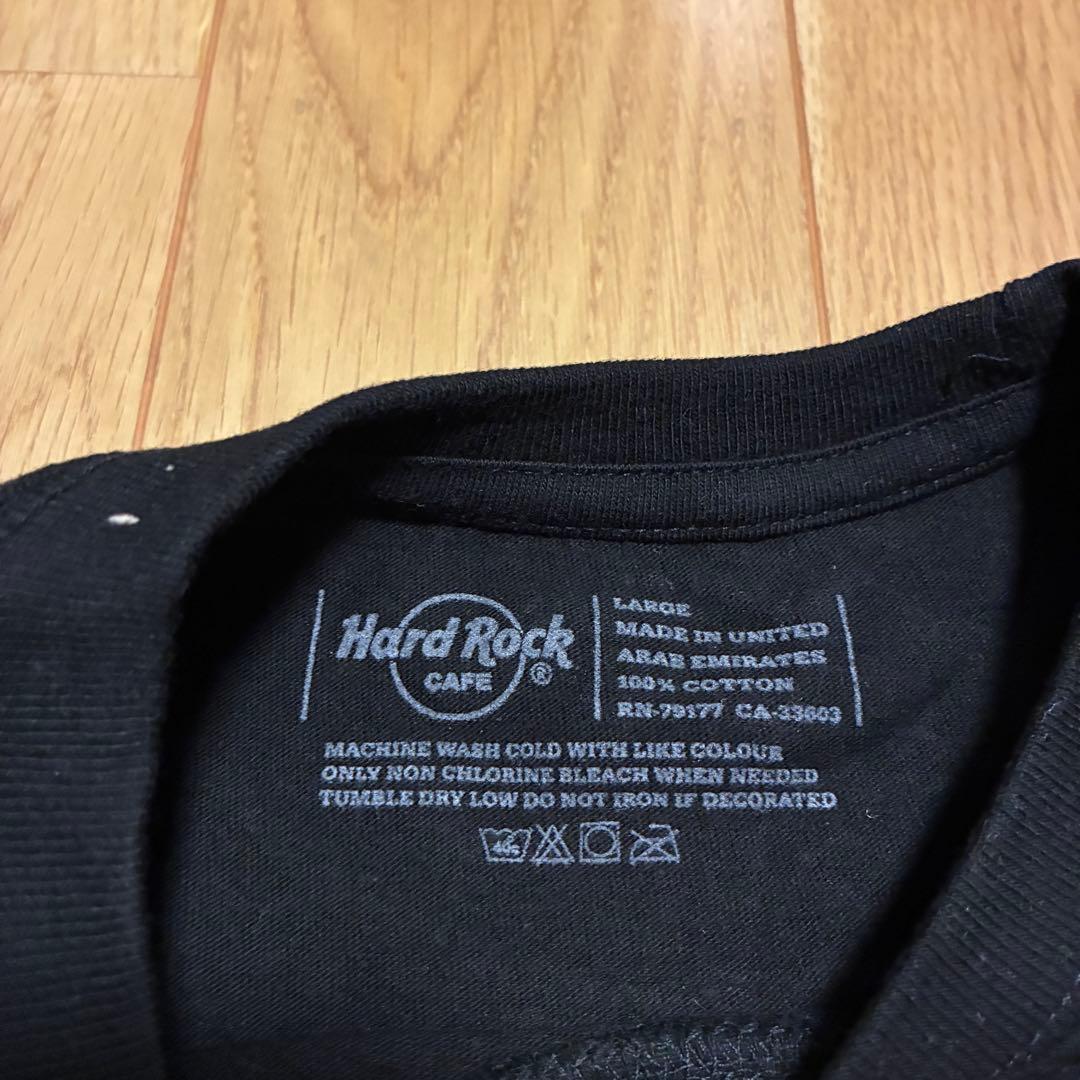 Hard Rock
CAFE
®
LARGE
MADE IN UNITED
ARAB EMIRATES
100% COTTON
RN-79177 CA-33603
MACHINE WASH COLD WITH LIKE COLOUR
ONLY NON CHLORINE BLEACH WHEN NEEDED
TUMBLE DRY LOW DO NOT IRON IF DECORATED